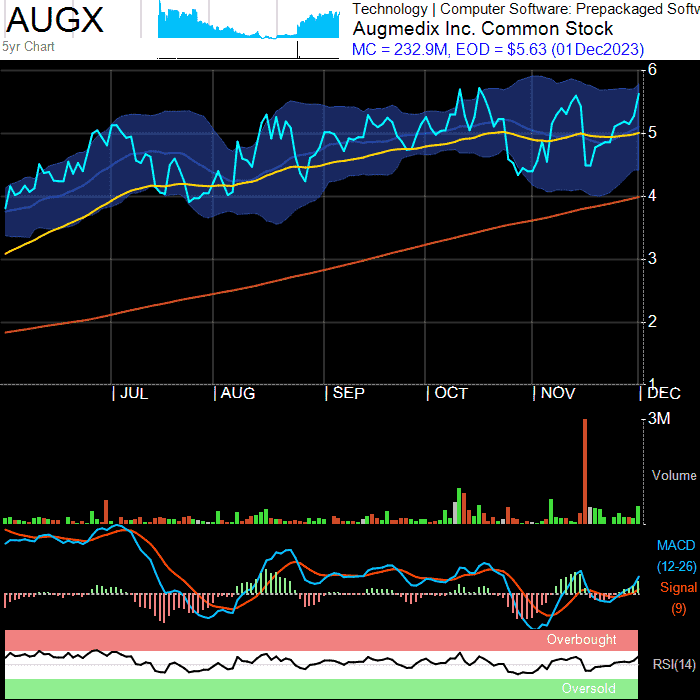 AUGX
5yr Chart
Technology | Computer Software: Prepackaged Softw
Augmedix Inc. Common Stock
MC = 232.9M, EOD = $5.63 (01Dec2023)
6
5
4
3
2
1
JUL
AUG
SEP
OCT
NOV
DEC
3M
Volume
MACD
(12-26)
Signal
(9)
Overbought
RSI(14)
Oversold